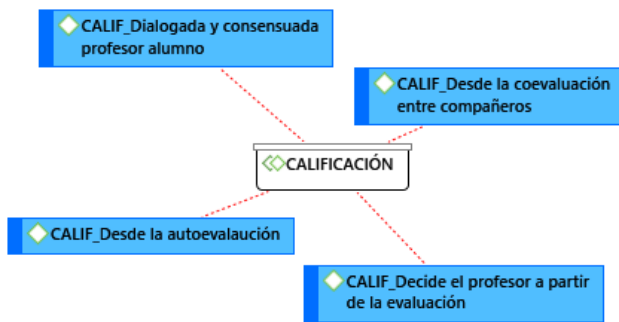 CALIF_Dialogada y consensuada
profesor alumno
CALIF_Desde la coevaluación
entre compañeros
CALIFICACIÓN
CALIF_Desde la autoevalaución
CALIF_Decide el profesor a partir
de la evaluación